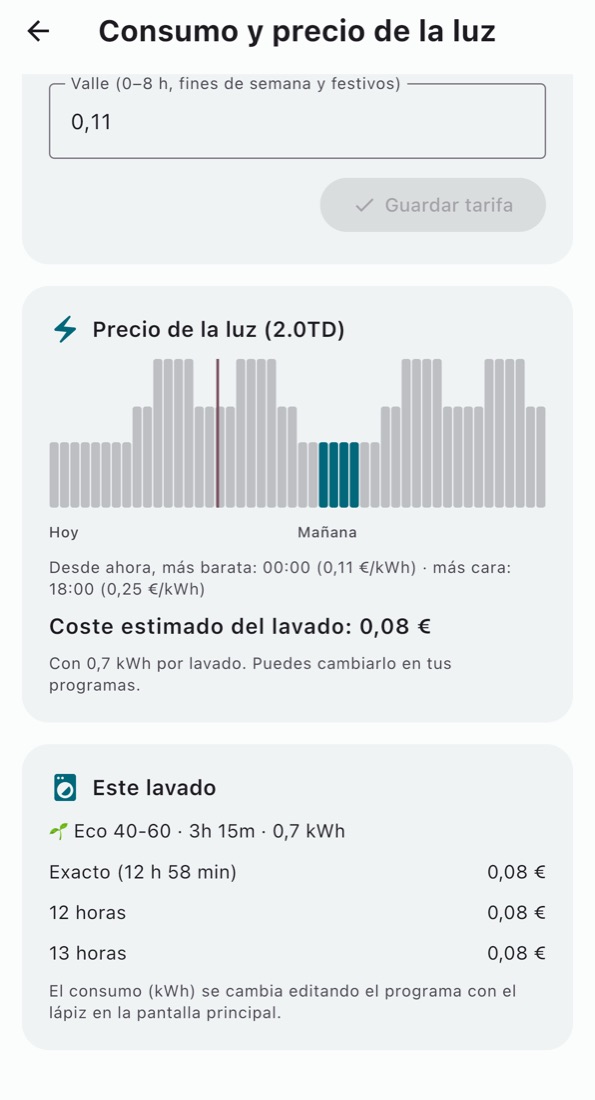 Consumo y precio de la luz
Valle (0–8 h, fines de semana y festivos)
0,11
Guardar tarifa
Precio de la luz (2.0TD)
Hoy
Mañana
Desde ahora, más barata: 00:00 (0,11 €/kWh) · más cara:
18:00 (0,25 €/kWh)
Coste estimado del lavado: 0,08 €
Con 0,7 kWh por lavado. Puedes cambiarlo en tus
programas.
Este lavado
Eco 40-60 · 3h 15m · 0,7 kWh
Exacto (12 h 58 min) 0,08 €
12 horas 0,08 €
13 horas 0,08 €
El consumo (kWh) se cambia editando el programa con el
lápiz en la pantalla principal.